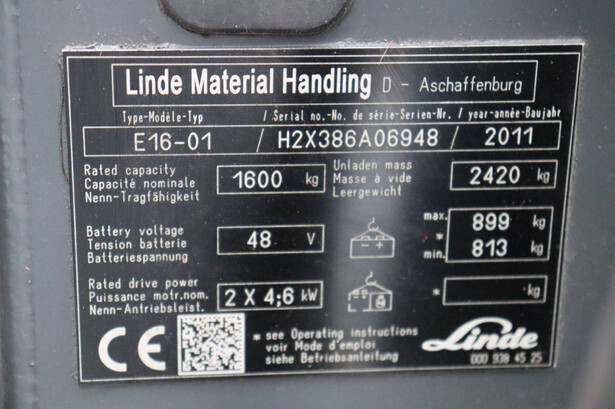 Linde Material Handling D - Aschaffenburg
Type-Modèle-Typ / Serial no.-No. de série-Serien-Nr. / year-année-Baujahr
E16-01 / H2X386A06948 / 2011
Rated capacity
Capacité nominale
Nenn-Tragfähigkeit
1600 kg
Unladen mass
Masse à vide
Leergewicht
2420 kg
Battery voltage
Tension batterie
Batteriespannung
48 V
- +
max. 899 kg
*
min. 813 kg
Rated drive power
Puissance motr.nom.
Nenn-Antriebsleist.
2 X 4;6 kW
* kg
CE
* see Operating instructions
voir Mode d'emploi
siehe Betriebsanleitung
Linde
000 938 45 25